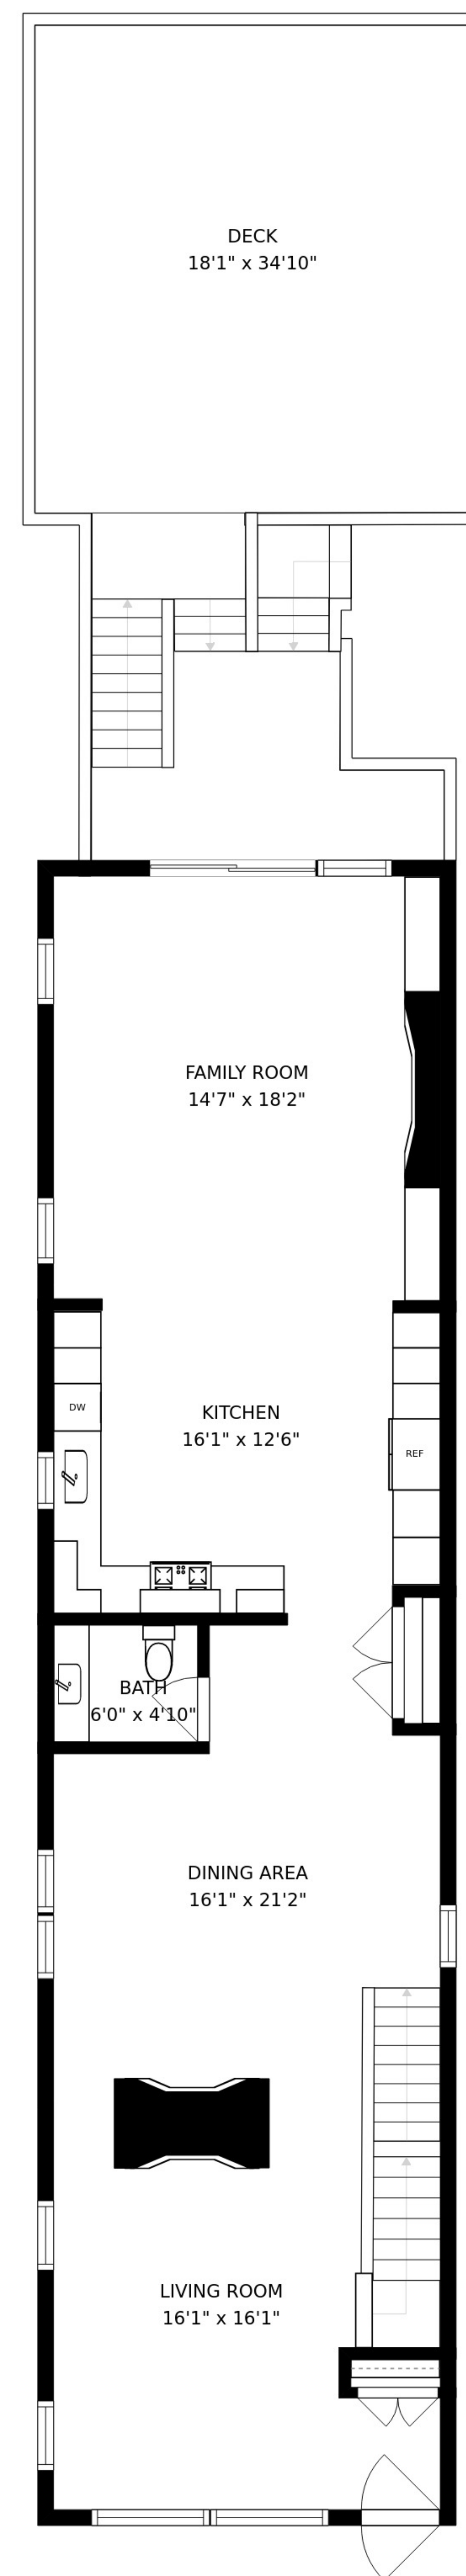 DECK
18'1" x 34'10"
FAMILY ROOM
14'7" x 18'2"
KITCHEN
16'1" x 12'6"
DW
REF
BATH
6'0" x 4'10"
DINING AREA
16'1" x 21'2"
LIVING ROOM
16'1" x 16'1"